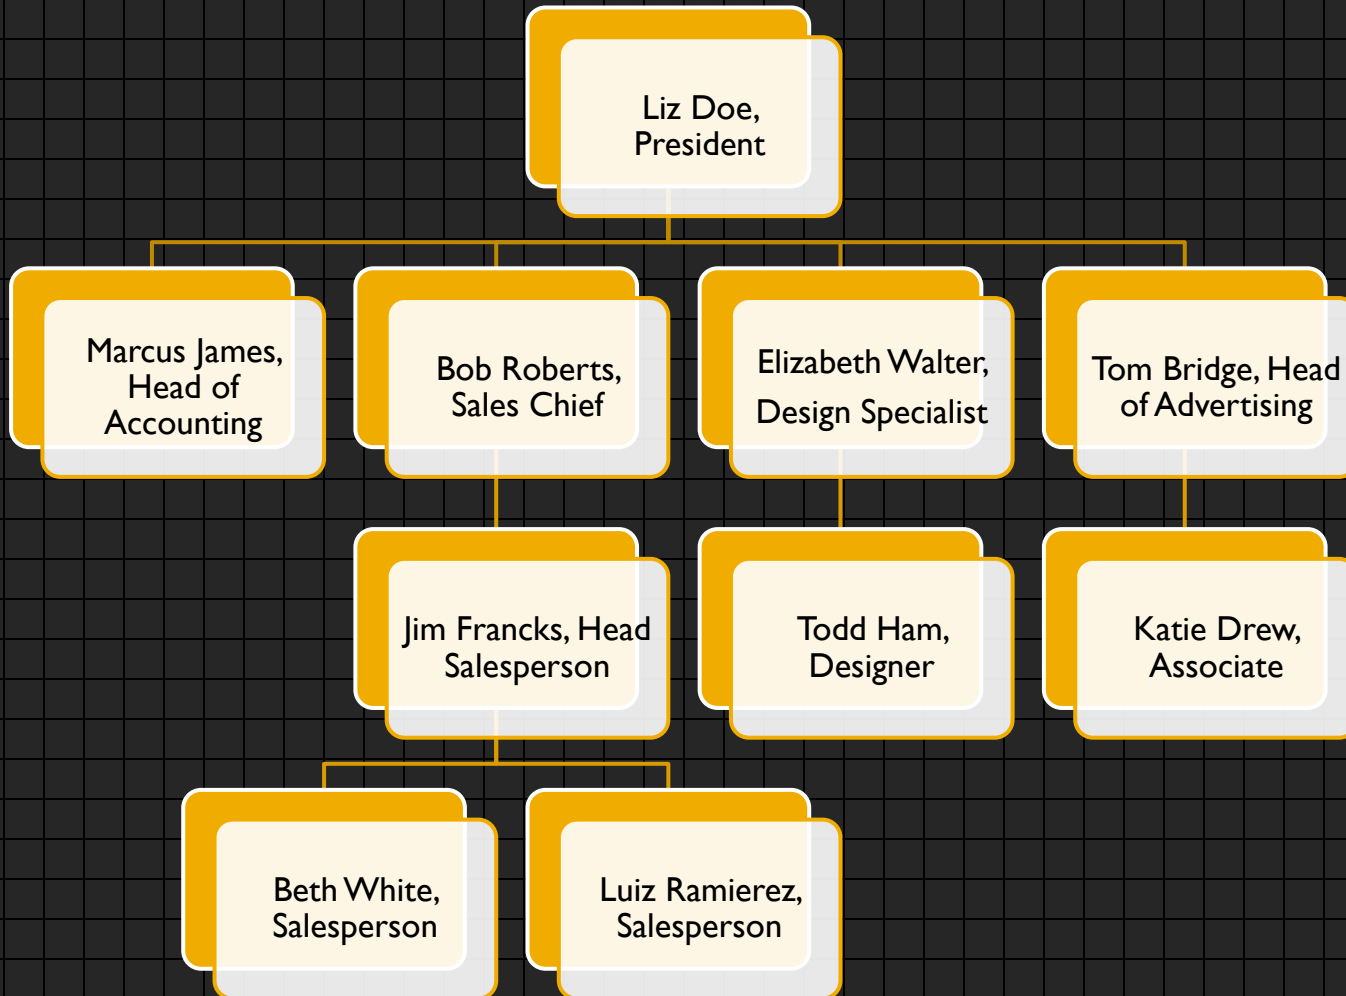 Liz Doe,
President
Marcus James,
Head of
Accounting
Bob Roberts,
Sales Chief
Elizabeth Walter,
Design Specialist
Tom Bridge, Head
of Advertising
Jim Francks, Head
Salesperson
Todd Ham,
Designer
Katie Drew,
Associate
Beth White,
Salesperson
Luiz Ramierez,
Salesperson